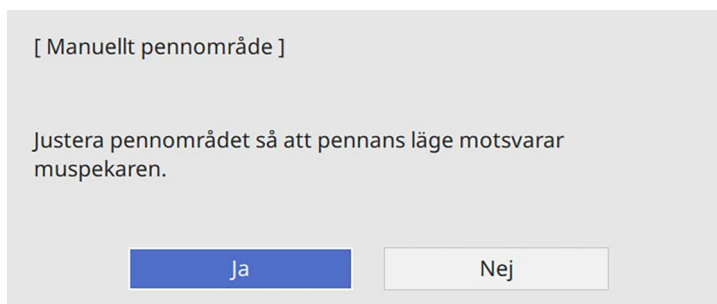 [ Manuellt pennområde ]
Justera pennområdet så att pennans läge motsvarar
muspekaren.
Ja
Nej